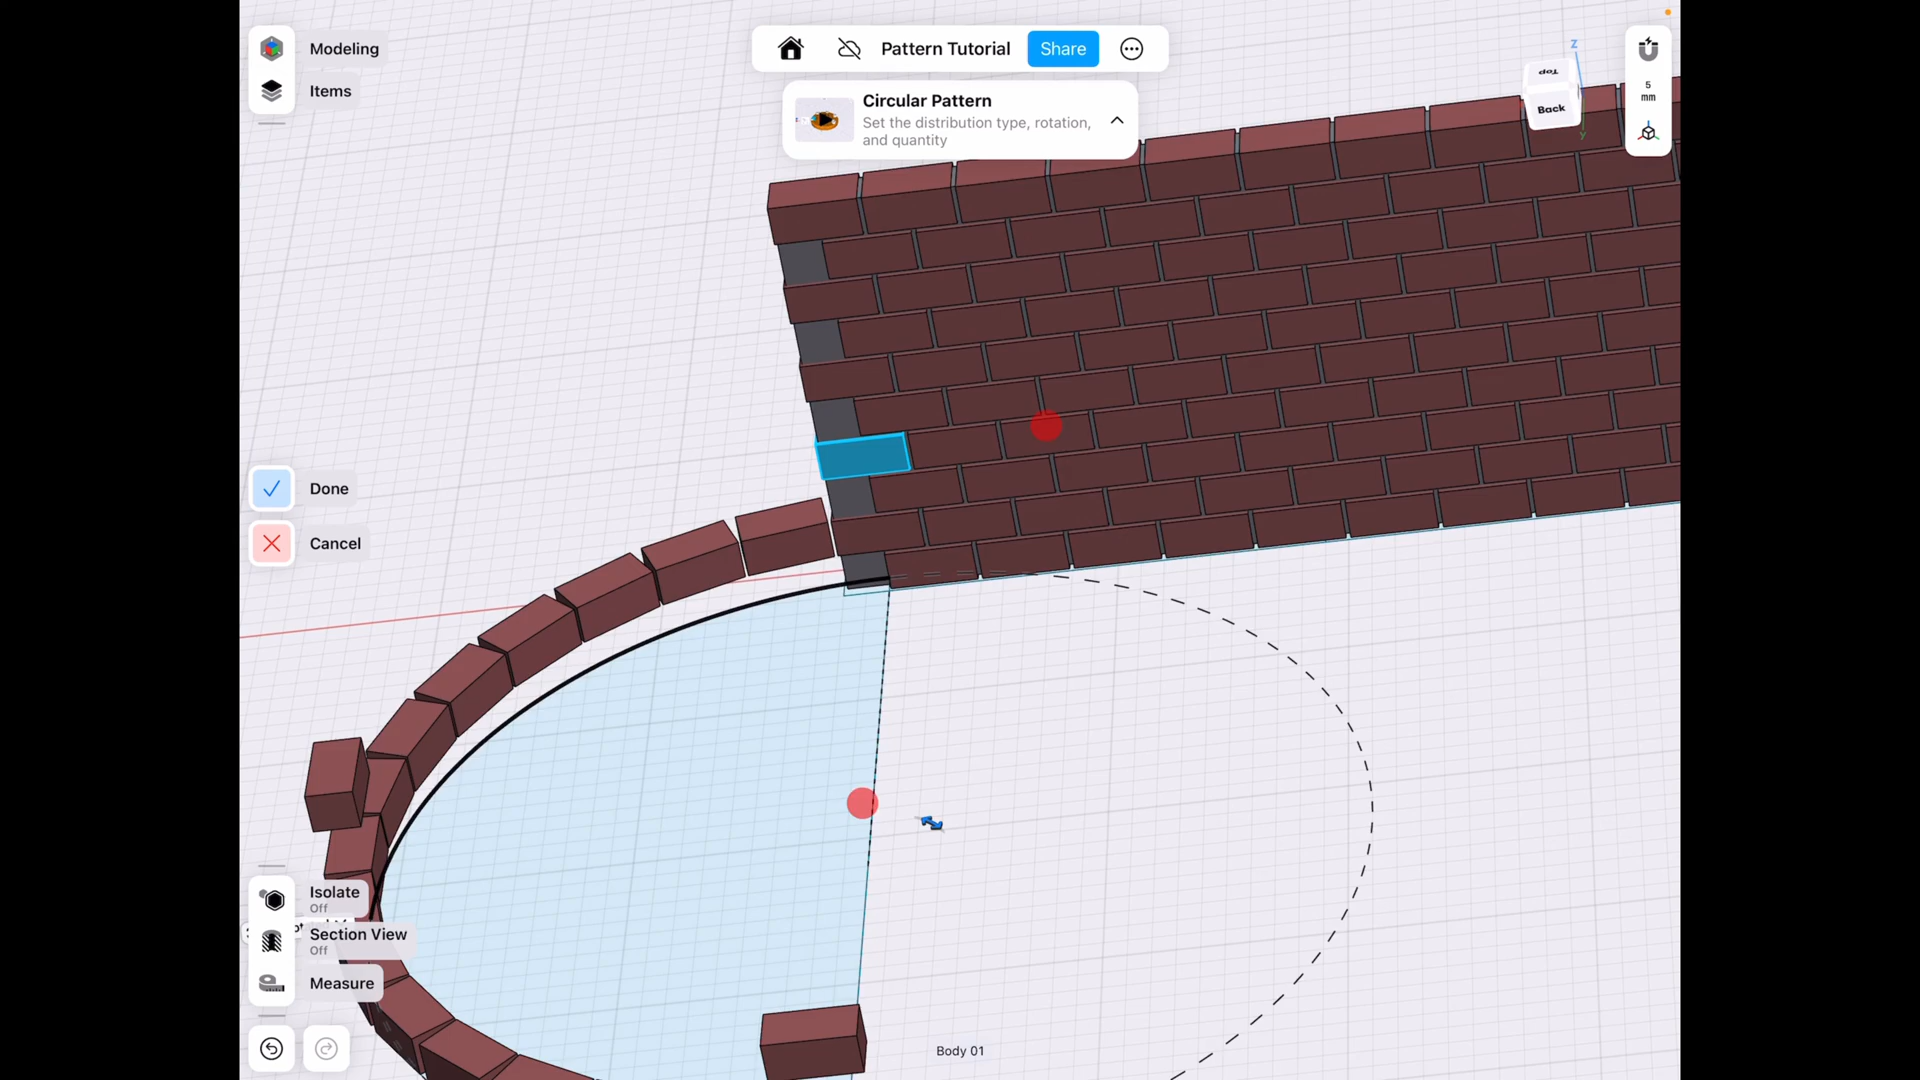 Modeling
Items
Pattern Tutorial
Share
Circular Pattern
Set the distribution type, rotation,
and quantity
Z
Top
Back
y
5
mm
Done
Cancel
Isolate
Off
Section View
Off
Measure
Body 01